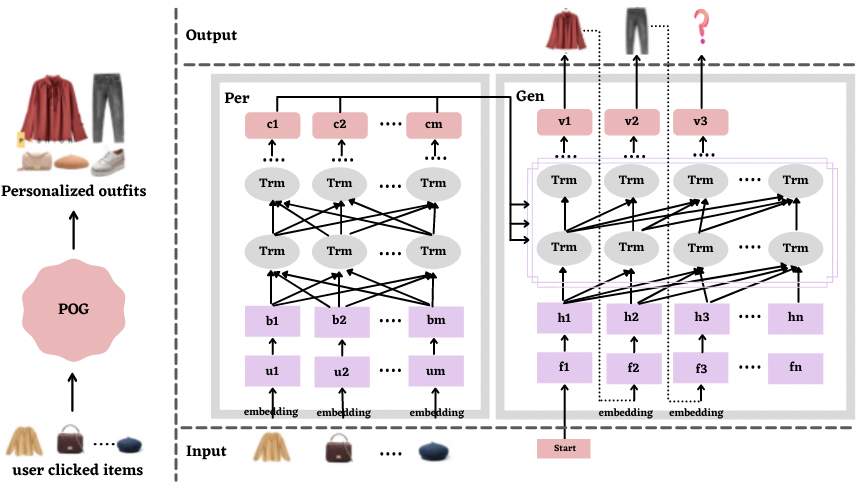 Personalized outfits
POG
user clicked items
Output
?
Per
Gen
c1 c2 .... cm
v1 v2 v3
.... .... ....
.... .... ....
Trm Trm .... Trm
Trm Trm Trm .... Trm
Trm Trm .... Trm
Trm Trm Trm .... Trm
b1 b2 .... bm
h1 h2 h3 .... hn
u1 u2 .... um
f1 f2 f3 .... fn
embedding embedding embedding
embedding embedding
Input
....
Start